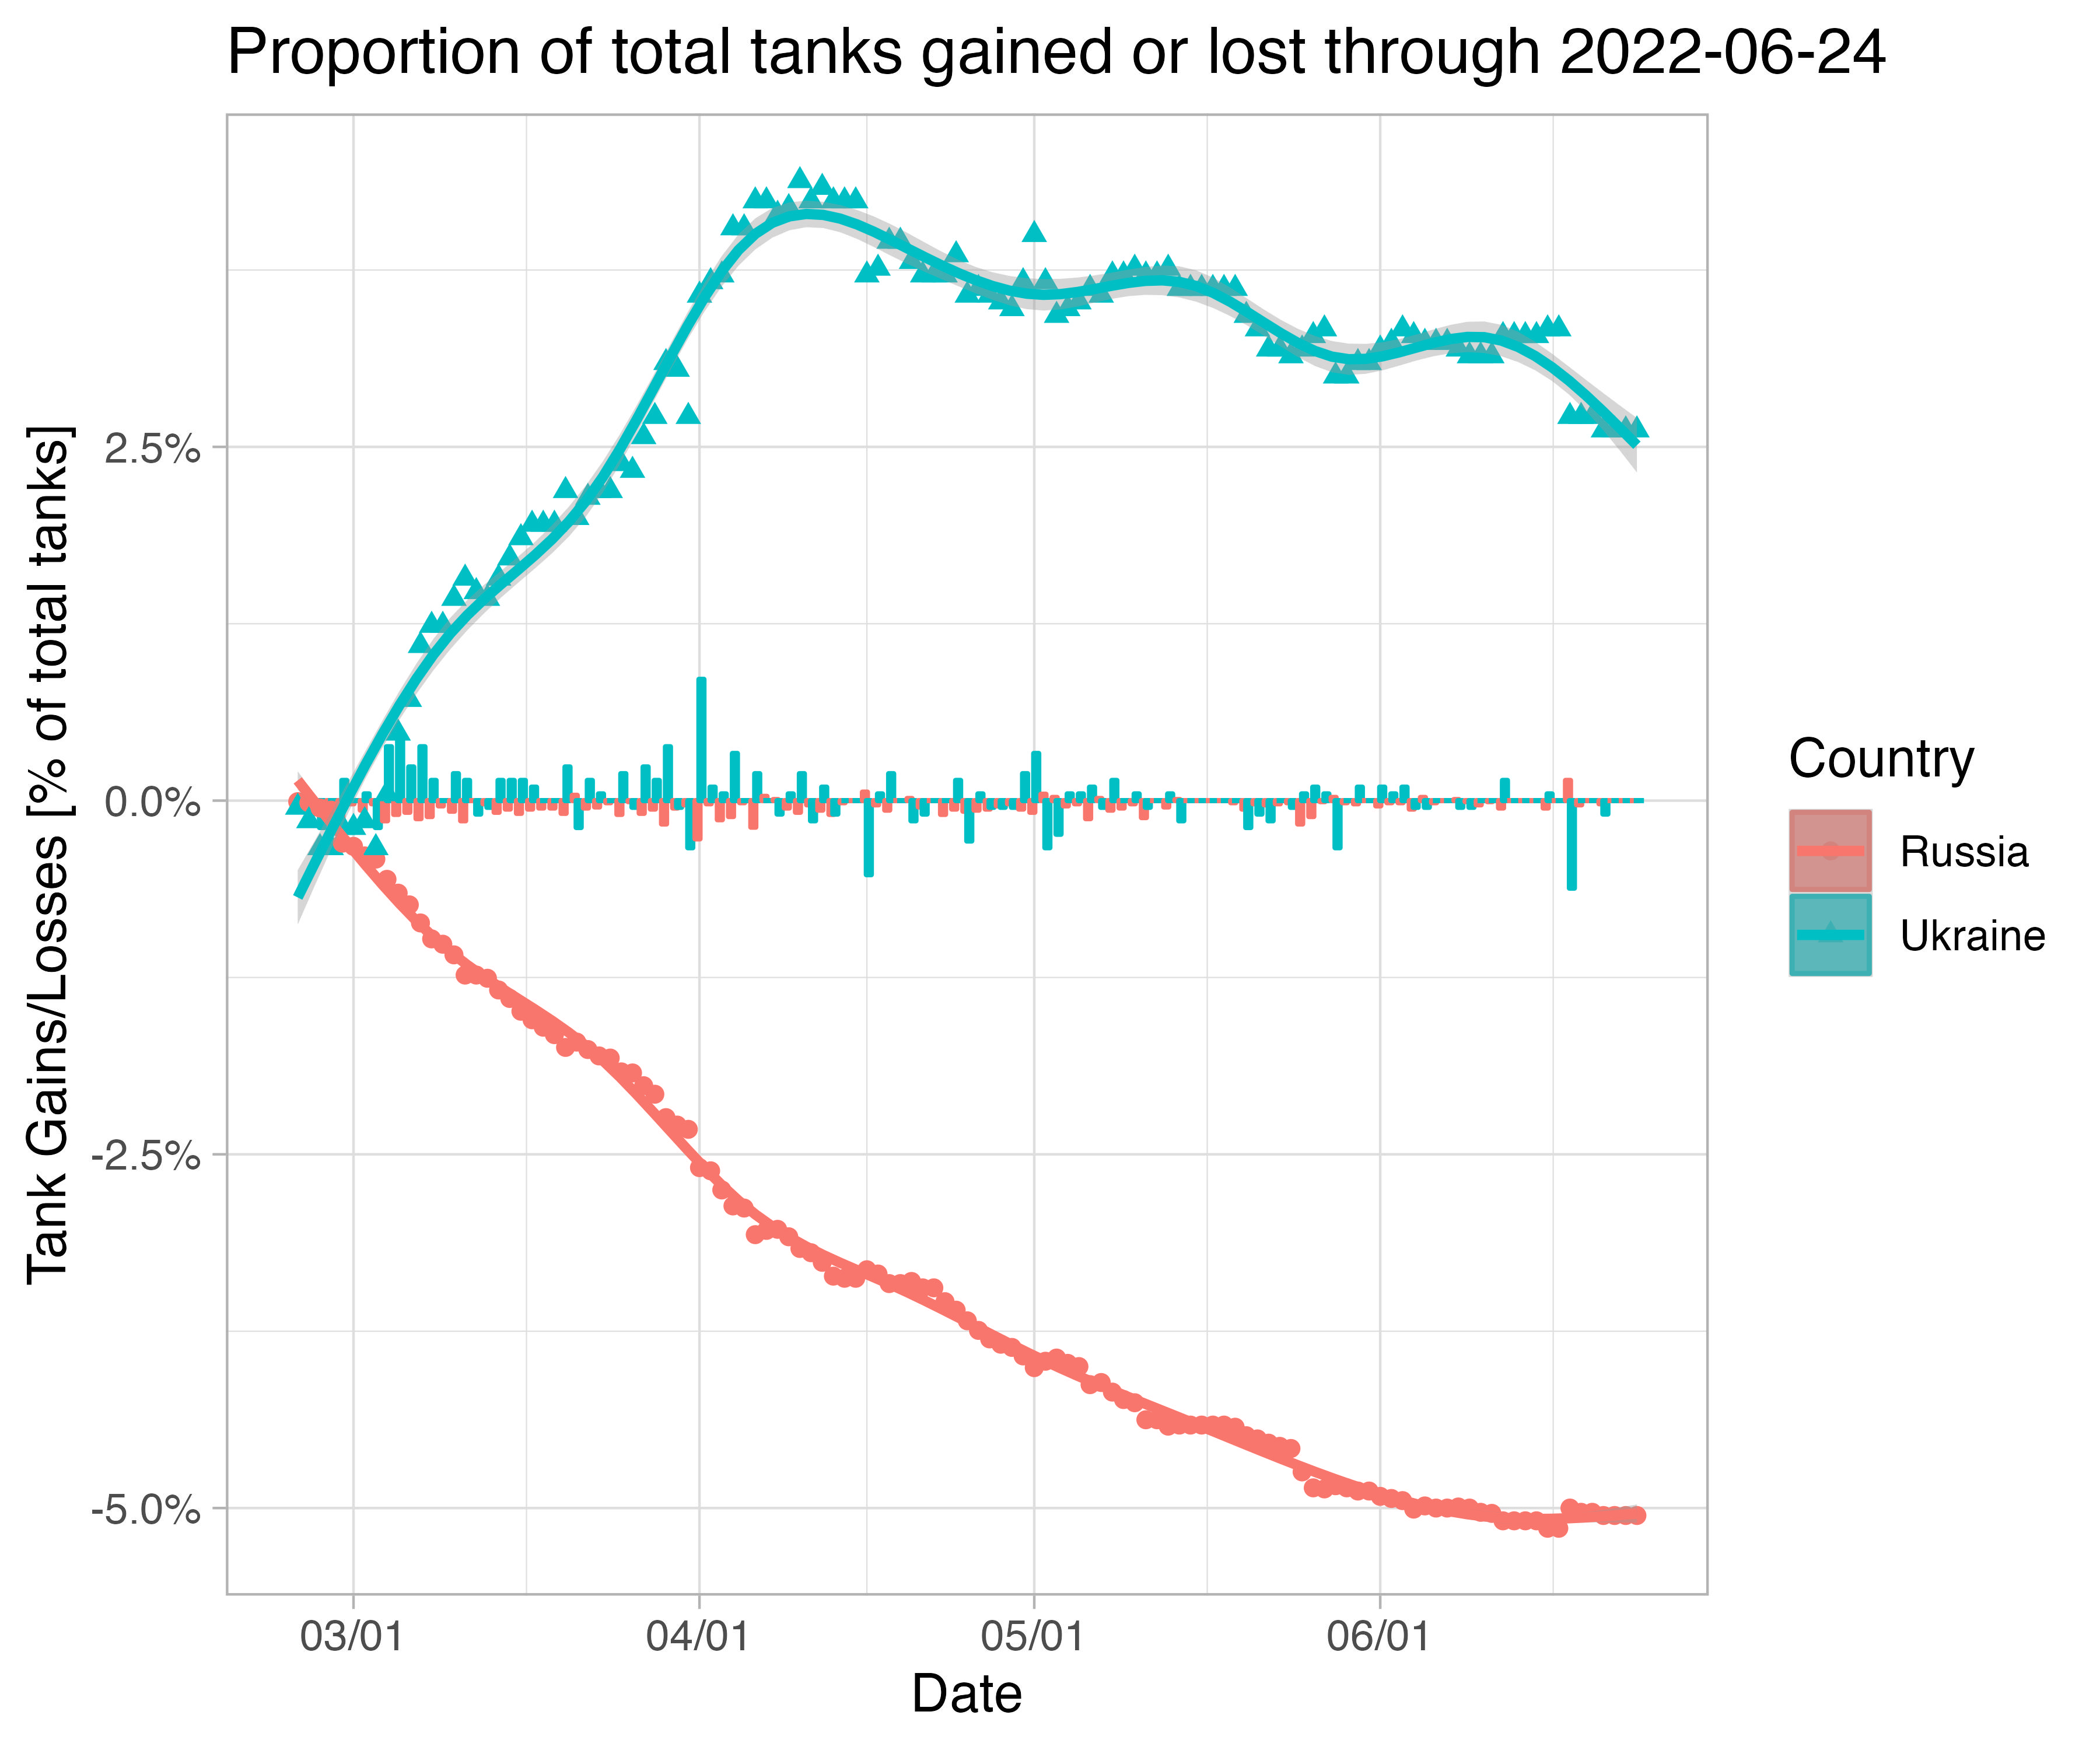 Proportion of total tanks gained or lost through 2022-06-24
Tank Gains/Losses [% of total tanks]
2.5%
0.0%
-2.5%
-5.0%
03/01
04/01
05/01
06/01
Date
Country
Russia
Ukraine